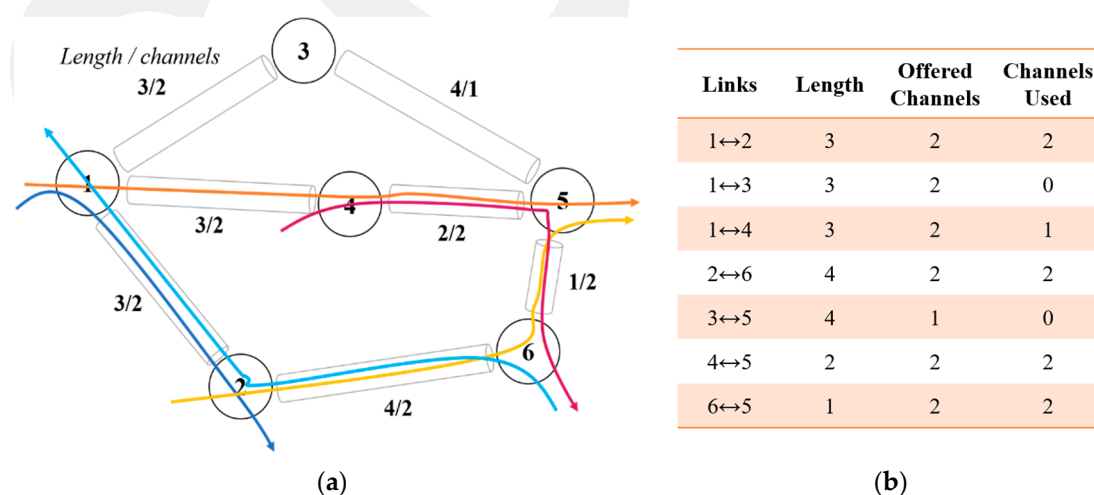 3
Length / channels
3/2
4/1
1
4
5
3/2
2/2
1/2
3/2
6
2
4/2
(a)
Links Length Offered Channels Channels Used
1↔2 3 2 2
1↔3 3 2 0
1↔4 3 2 1
2↔6 4 2 2
3↔5 4 1 0
4↔5 2 2 2
6↔5 1 2 2
(b)